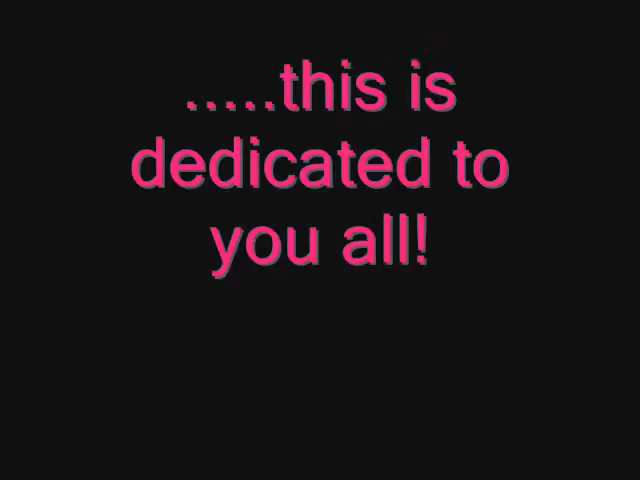 .....this is
dedicated to
you all!